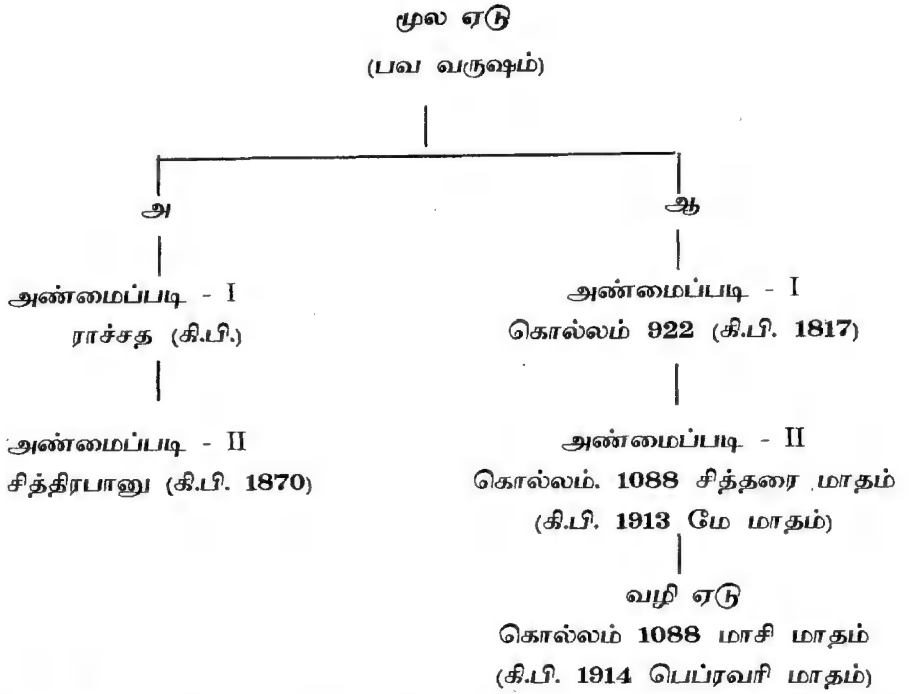 மூல ஏடு
(பவ வருஷம்)
அ
அண்மைப்படி - I
ராச்சத (கி.பி.)
அண்மைப்படி - II
சித்திரபானு (கி.பி. 1870)
ஆ
அண்மைப்படி - I
கொல்லம் 922 (கி.பி. 1817)
அண்மைப்படி - II
கொல்லம். 1088 சித்தரை மாதம்
(கி.பி. 1913 மே மாதம்)
வழி ஏடு
கொல்லம் 1088 மாசி மாதம்
(கி.பி. 1914 பெப்ரவரி மாதம்)